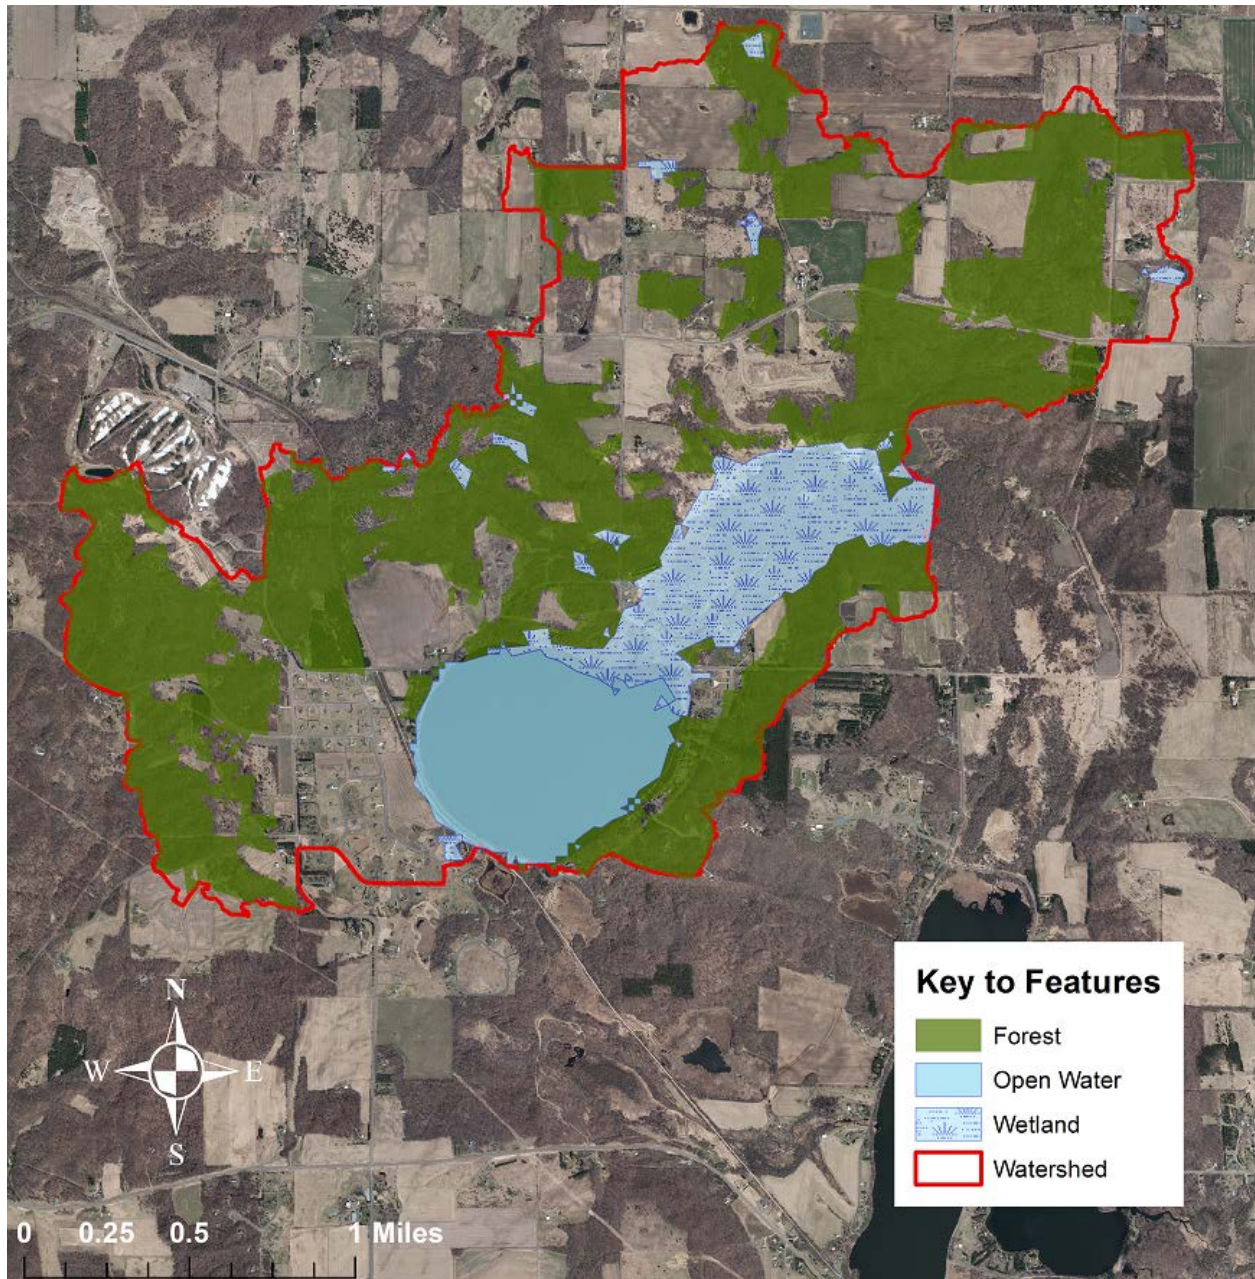 Key to Features
Forest
Open Water
Wetland
Watershed
N
W E
S
0 0.25 0.5 1 Miles